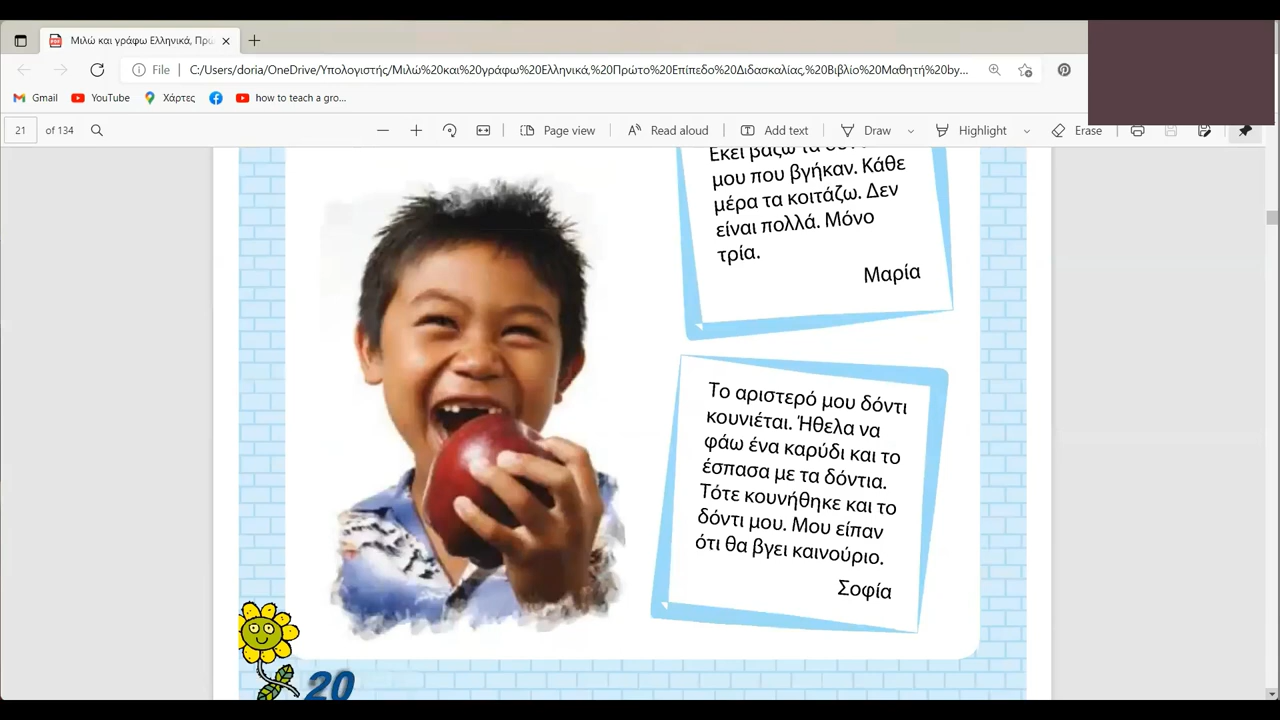 Μιλώ και γράφω Ελληνικά, Πρώ
File
C:/Users/doria/OneDrive/Υπολογιστής/Μιλώ%20και%20γράφω%20Ελληνικά,%20Πρώτο%20Επίπεδο%20Διδασκαλίας,%20Βιβλίο%20Μαθητή%20by...
Gmail
YouTube
Χάρτες
how to teach a gro...
21 of 134
Page view
Read aloud
Add text
Draw
Highlight
Erase
Εκεί βάζω τα
μου που βγήκαν. Κάθε
μέρα τα κοιτάζω. Δεν
είναι πολλά. Μόνο
τρία.
Μαρία
Το αριστερό μου δόντι
κουνιέται. Ήθελα να
φάω ένα καρύδι και το
έσπασα με τα δόντια.
Τότε κουνήθηκε και το
δόντι μου. Μου είπαν
ότι θα βγει καινούριο.
Σοφία
20